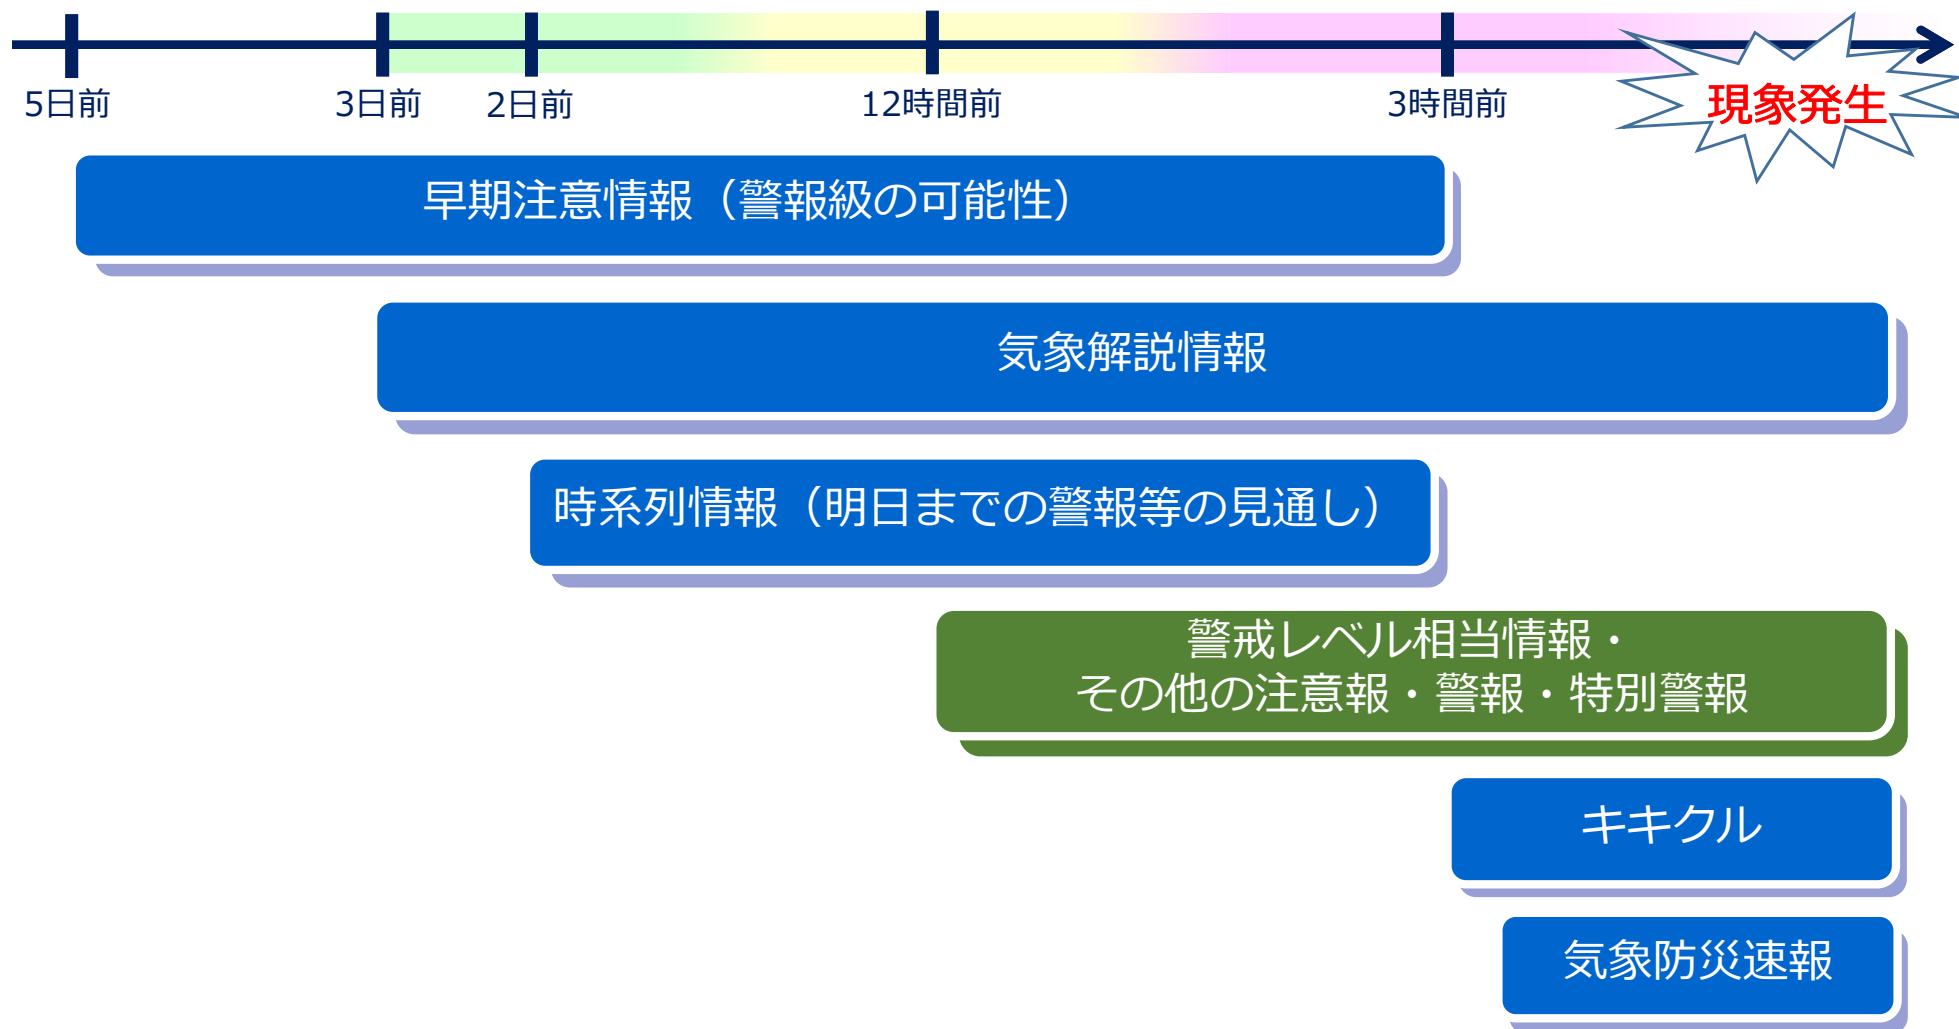 5日前
3日前
2日前
12時間前
3時間前
現象発生
早期注意情報（警報級の可能性）
気象解説情報
時系列情報（明日までの警報等の見通し）
警戒レベル相当情報・
その他の注意報・警報・特別警報
キキクル
気象防災速報